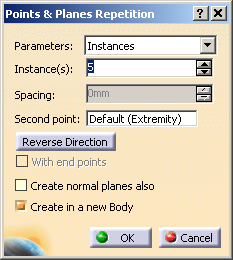 Points & Planes Repetition ? X
Parameters: Instances
Instance(s): 5
Spacing: 0mm
Second point: Default (Extremity)
Reverse Direction
With end points
Create normal planes also
Create in a new Body
OK Cancel